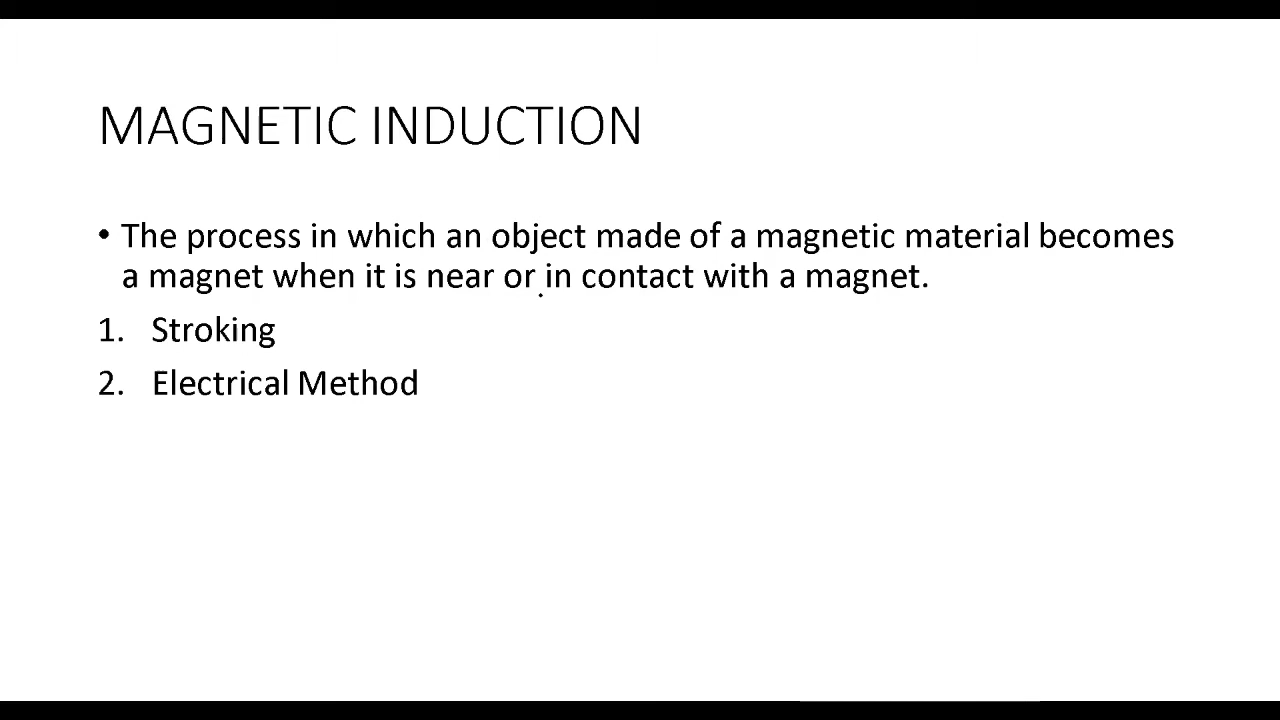 MAGNETIC INDUCTION
• The process in which an object made of a magnetic material becomes
a magnet when it is near or in contact with a magnet.
1. Stroking
2. Electrical Method